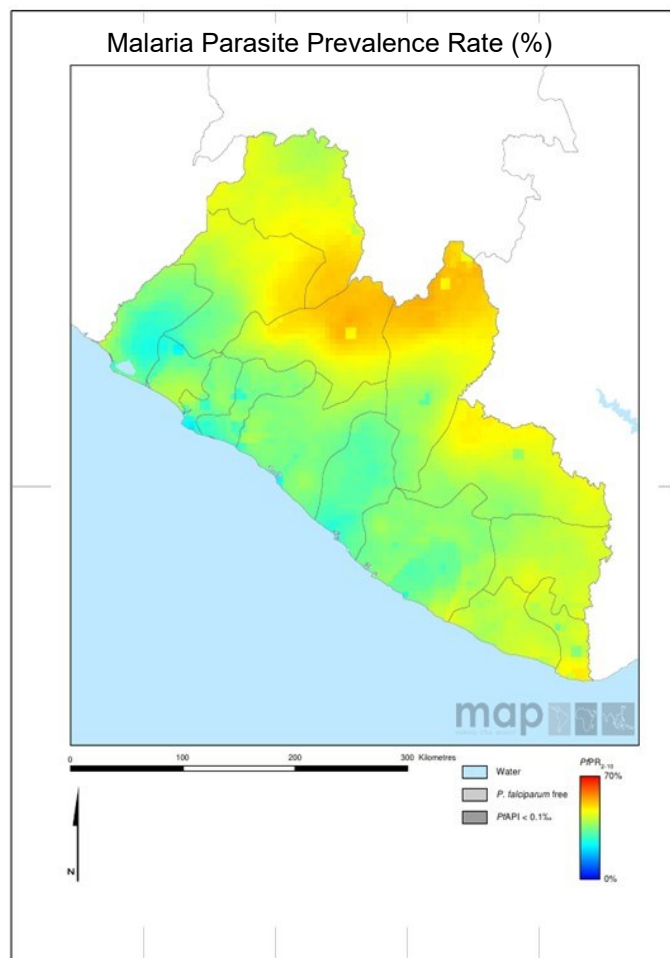 Malaria Parasite Prevalence Rate (%)
map
0 100 200 300 Kilometres
Water
P. falciparum free
PfAPI < 0.1‰
PfPR2-10
70%
0%
N